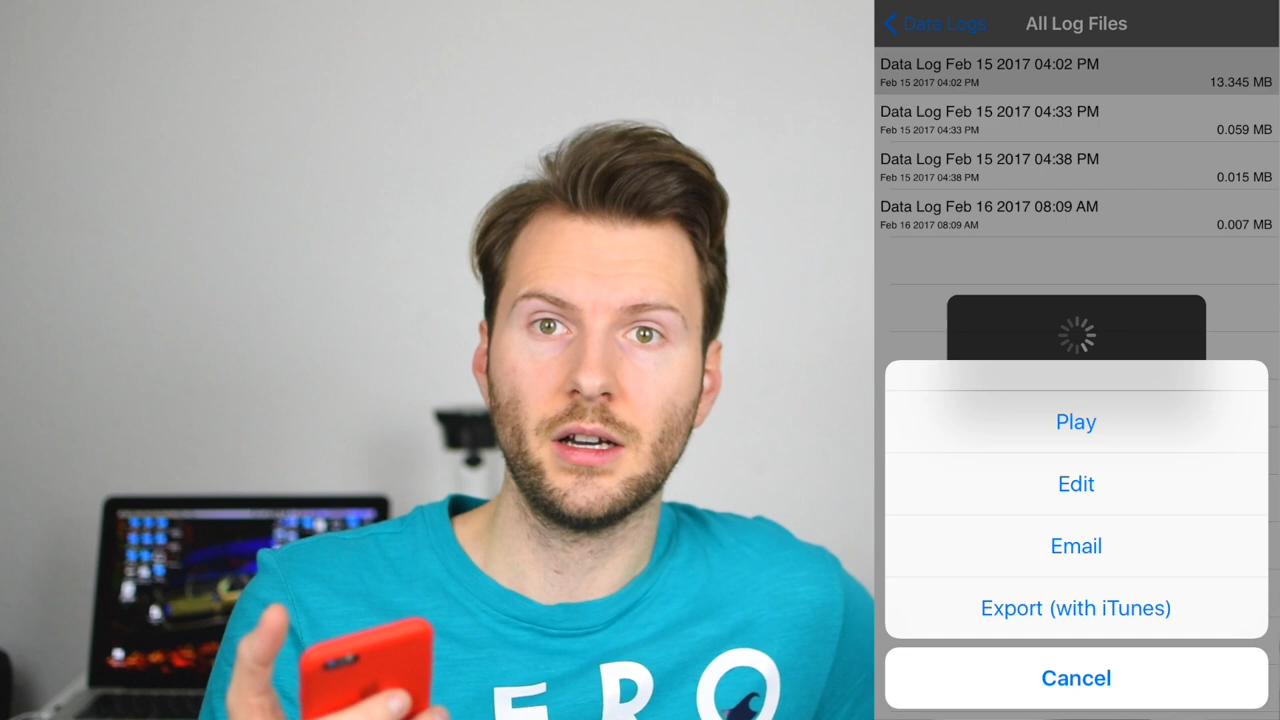 Data Logs
All Log Files
Data Log Feb 15 2017 04:02 PM
Feb 15 2017 04:02 PM
13.345 MB
Data Log Feb 15 2017 04:33 PM
Feb 15 2017 04:33 PM
0.059 MB
Data Log Feb 15 2017 04:38 PM
Feb 15 2017 04:38 PM
0.015 MB
Data Log Feb 16 2017 08:09 AM
Feb 16 2017 08:09 AM
0.007 MB
Play
Edit
Email
Export (with iTunes)
Cancel
ERO